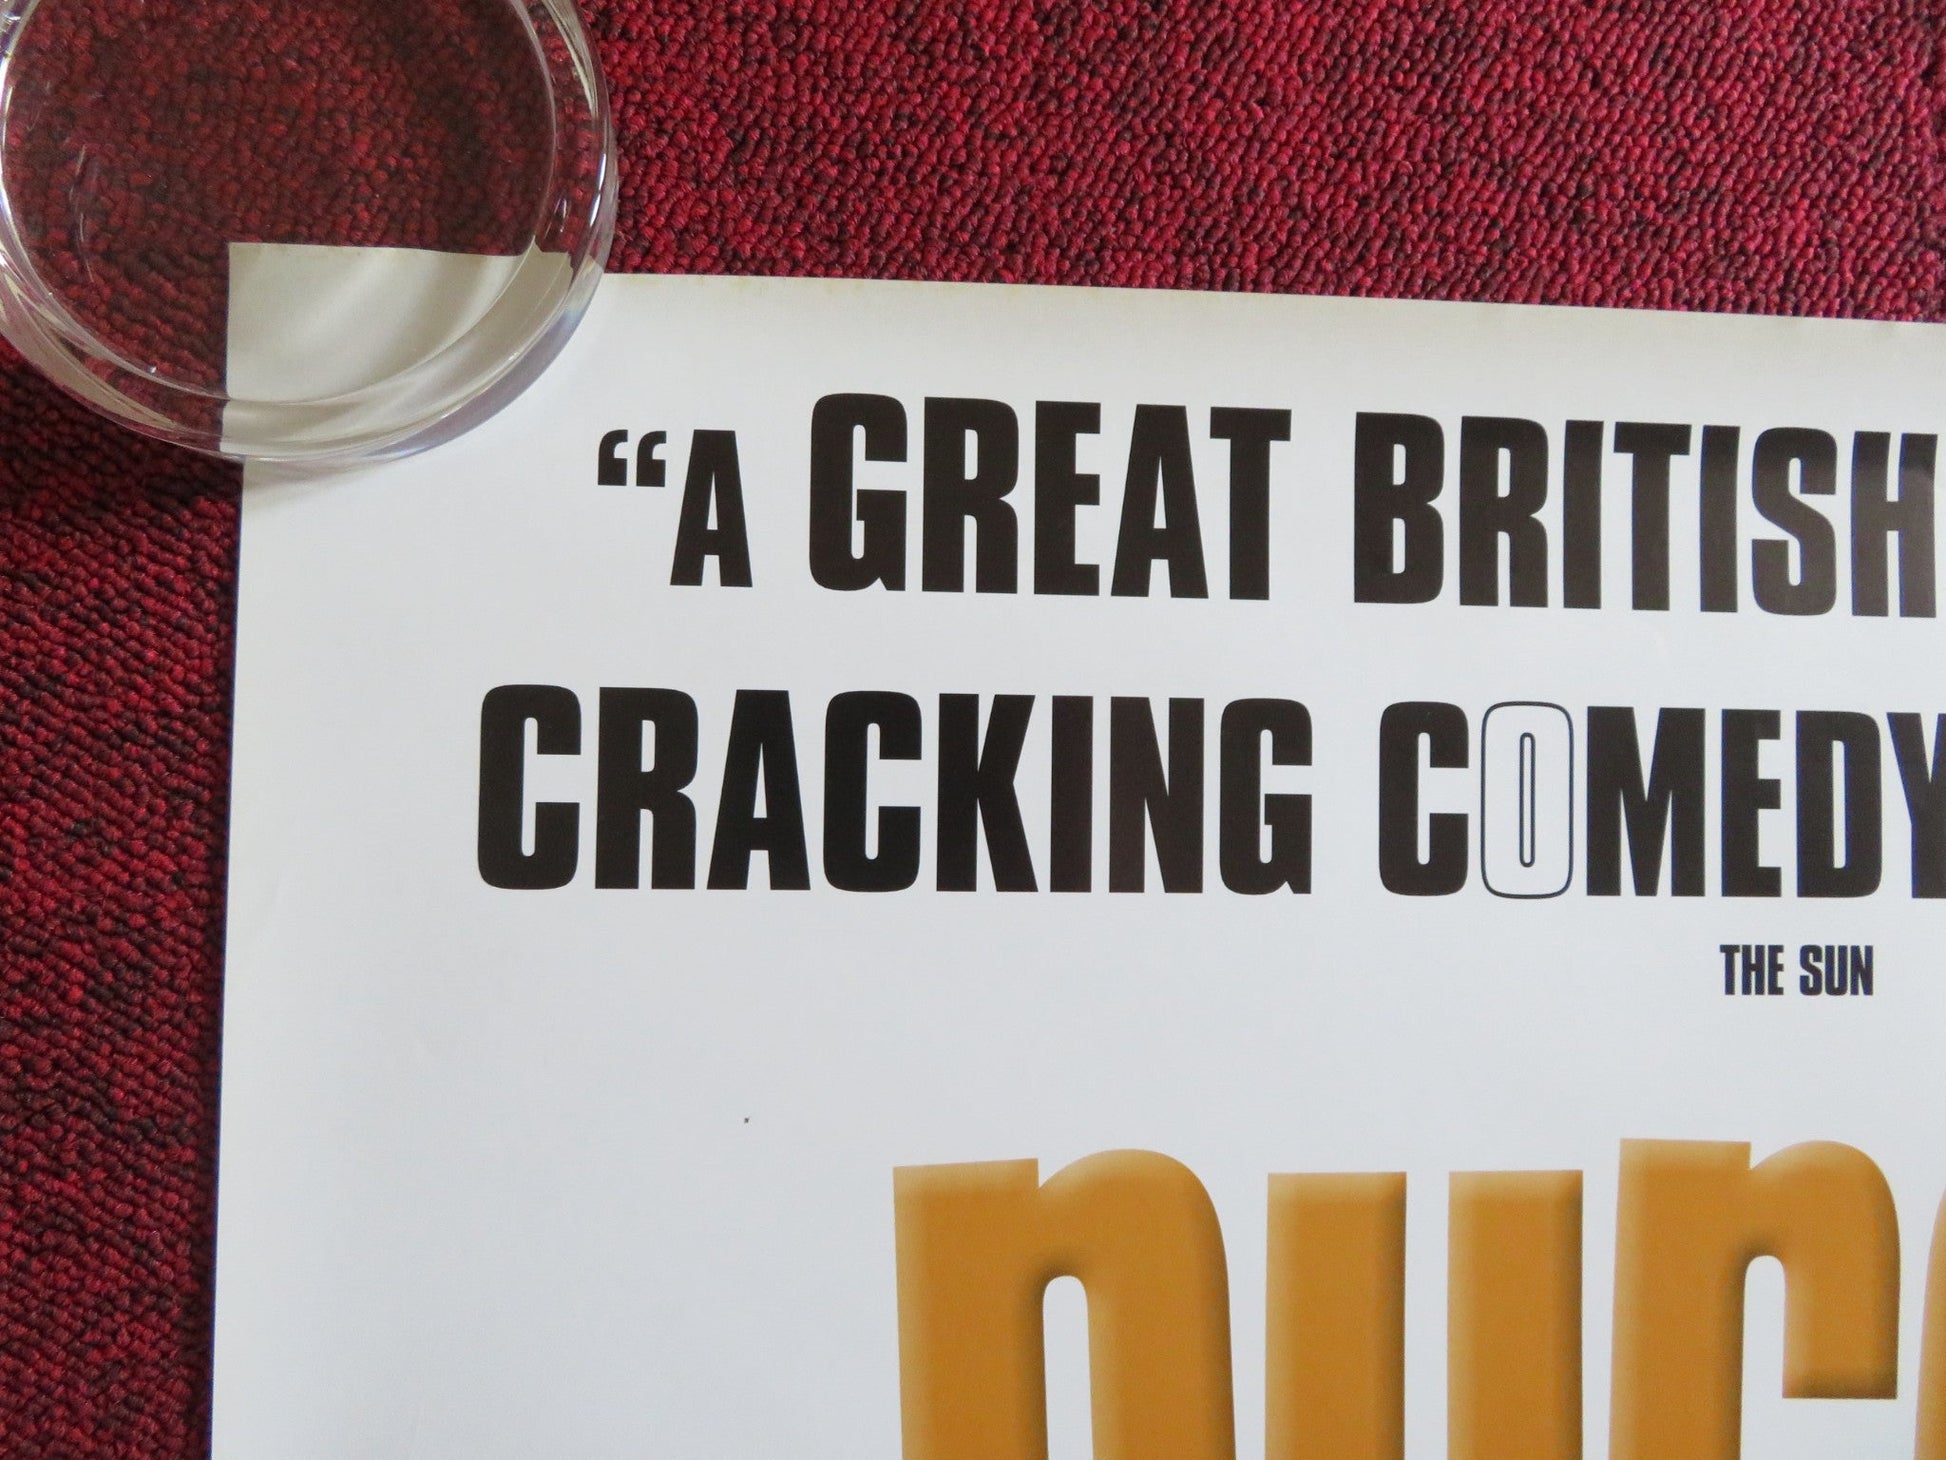 “A GREAT BRITISH
CRACKING COMEDY
THE SUN